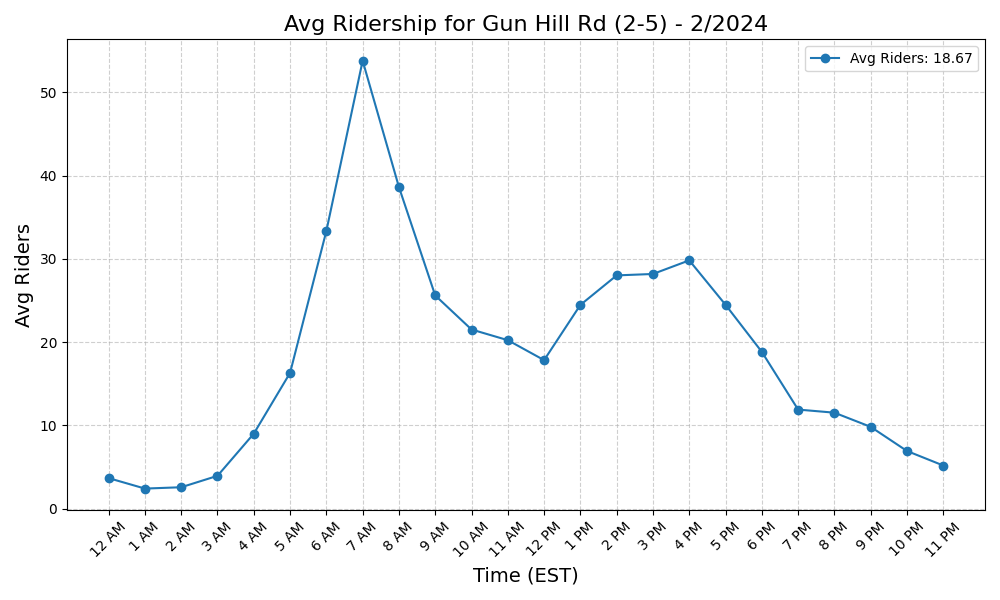 Avg Ridership for Gun Hill Rd (2-5) - 2/2024
Avg Riders: 18.67
Avg Riders
50
40
30
20
10
0
12 AM
1 AM
2 AM
3 AM
4 AM
5 AM
6 AM
7 AM
8 AM
9 AM
10 AM
11 AM
12 PM
1 PM
2 PM
3 PM
4 PM
5 PM
6 PM
7 PM
8 PM
9 PM
10 PM
11 PM
Time (EST)